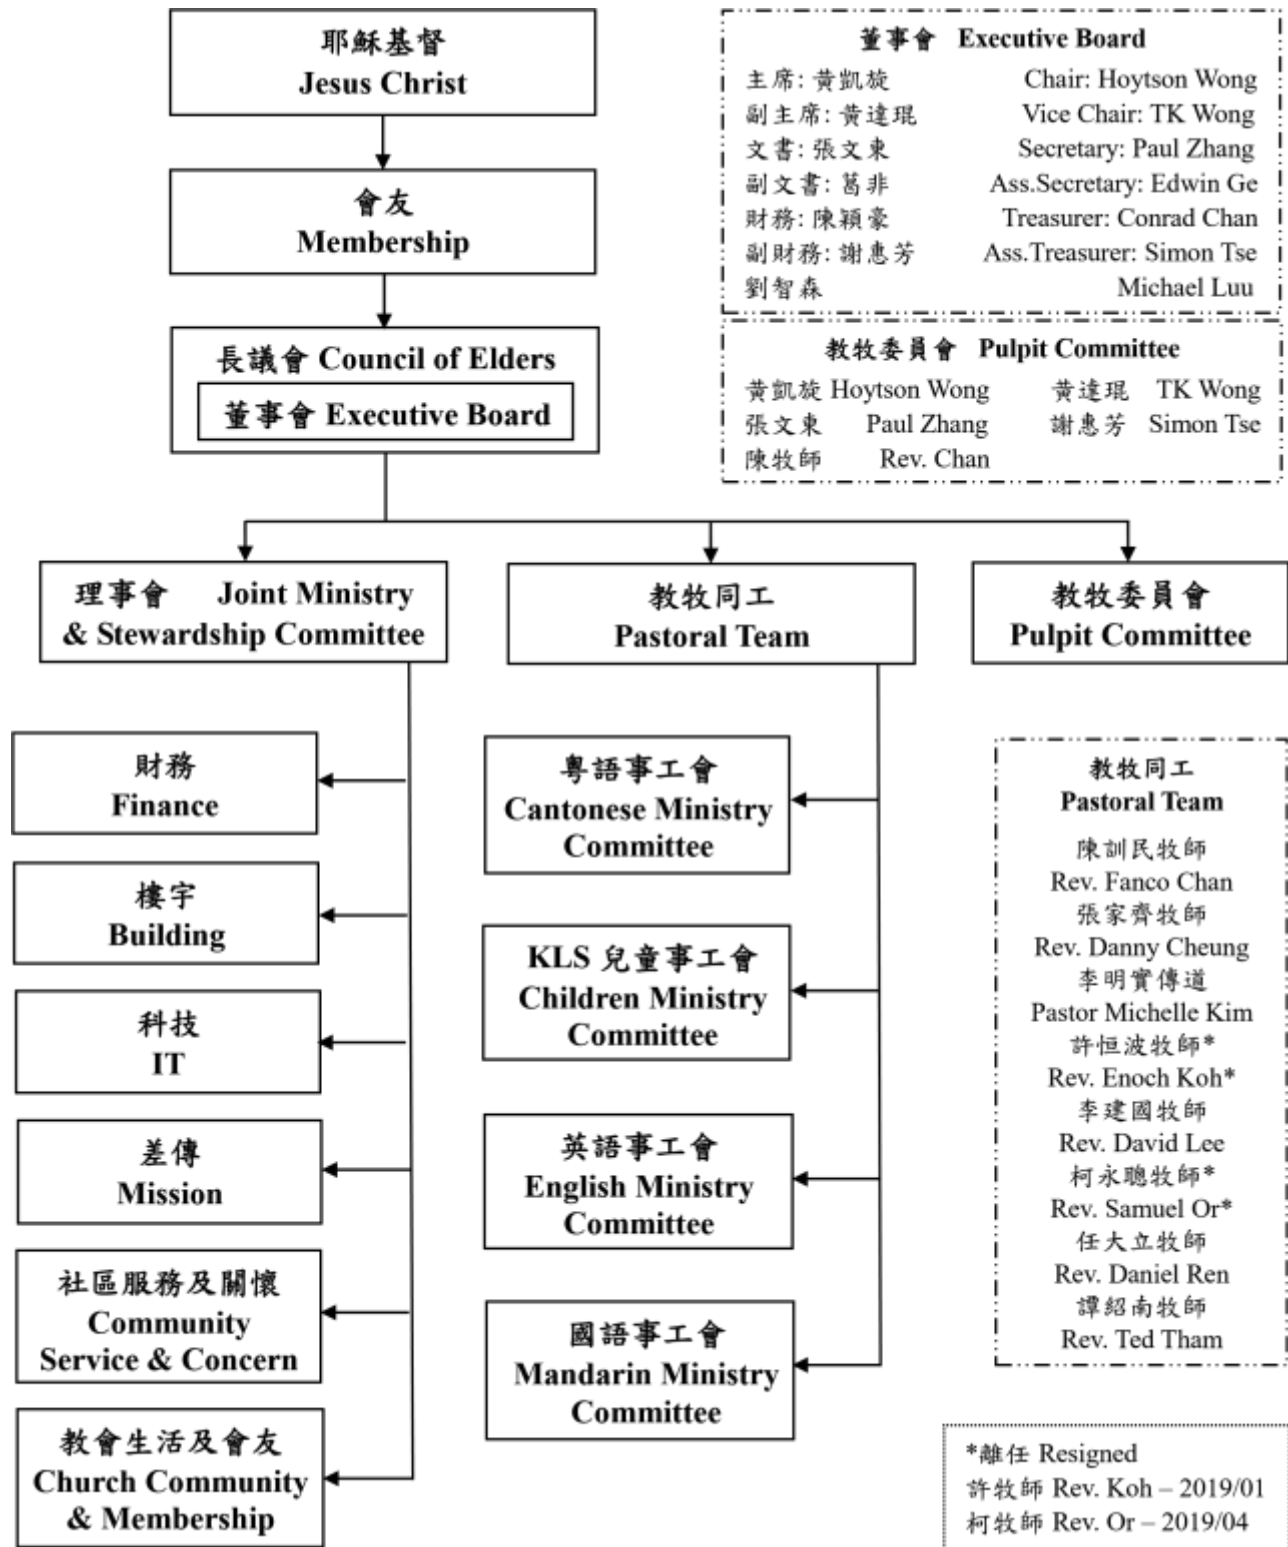 耶穌基督
Jesus Christ
會友
Membership
長議會 Council of Elders
董事會 Executive Board
董事會 Executive Board
主席: 黃凱旋 Chair: Hoytson Wong
副主席: 黃達琨 Vice Chair: TK Wong
文書: 張文東 Secretary: Paul Zhang
副文書: 葛非 Ass.Secretary: Edwin Ge
財務: 陳穎豪 Treasurer: Conrad Chan
副財務: 謝惠芳 Ass.Treasurer: Simon Tse
劉智森 Michael Luu
教牧委員會 Pulpit Committee
黃凱旋 Hoytson Wong 黃達琨 TK Wong
張文東 Paul Zhang 謝惠芳 Simon Tse
陳牧師 Rev. Chan
理事會 Joint Ministry
& Stewardship Committee
教牧同工
Pastoral Team
教牧委員會
Pulpit Committee
財務
Finance
樓宇
Building
科技
IT
差傳
Mission
社區服務及關懷
Community
Service & Concern
教會生活及會友
Church Community
& Membership
粵語事工會
Cantonese Ministry
Committee
KLS 兒童事工會
Children Ministry
Committee
英語事工會
English Ministry
Committee
國語事工會
Mandarin Ministry
Committee
教牧同工
Pastoral Team
陳訓民牧師
Rev. Fanco Chan
張家齊牧師
Rev. Danny Cheung
李明實傳道
Pastor Michelle Kim
許恒波牧師*
Rev. Enoch Koh*
李建國牧師
Rev. David Lee
柯永聰牧師*
Rev. Samuel Or*
任大立牧師
Rev. Daniel Ren
譚紹南牧師
Rev. Ted Tham
*離任 Resigned
許牧師 Rev. Koh – 2019/01
柯牧師 Rev. Or – 2019/04